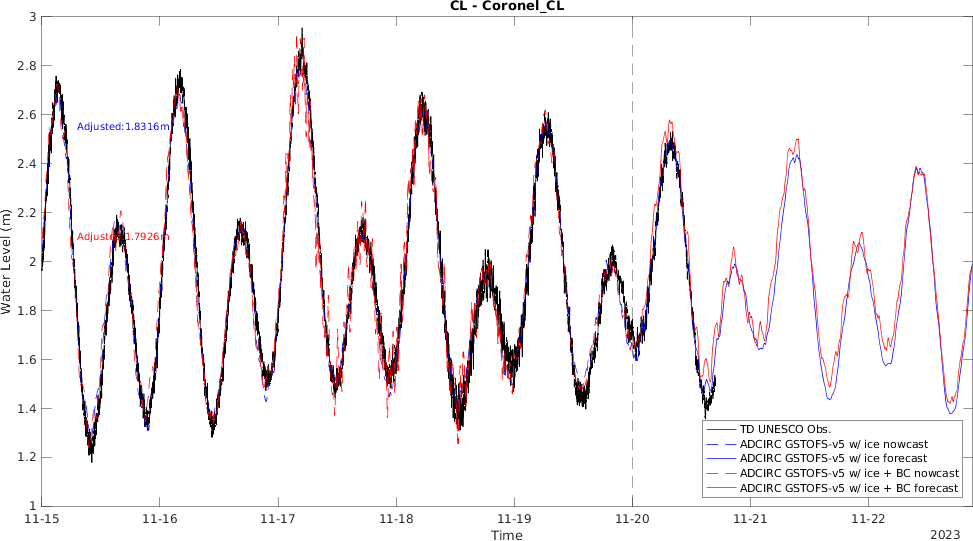 CL - Coronel_CL
3
2.8
2.6
2.4
2.2
2
1.8
1.6
1.4
1.2
1
Water Level (m)
Adjusted:1.8316m
Adjusted:1.7926m
TD UNESCO Obs.
ADCIRC GSTOFS-v5 w/ ice nowcast
ADCIRC GSTOFS-v5 w/ ice forecast
ADCIRC GSTOFS-v5 w/ ice + BC nowcast
ADCIRC GSTOFS-v5 w/ ice + BC forecast
11-15 11-16 11-17 11-18 11-19 11-20 11-21 11-22
Time
2023